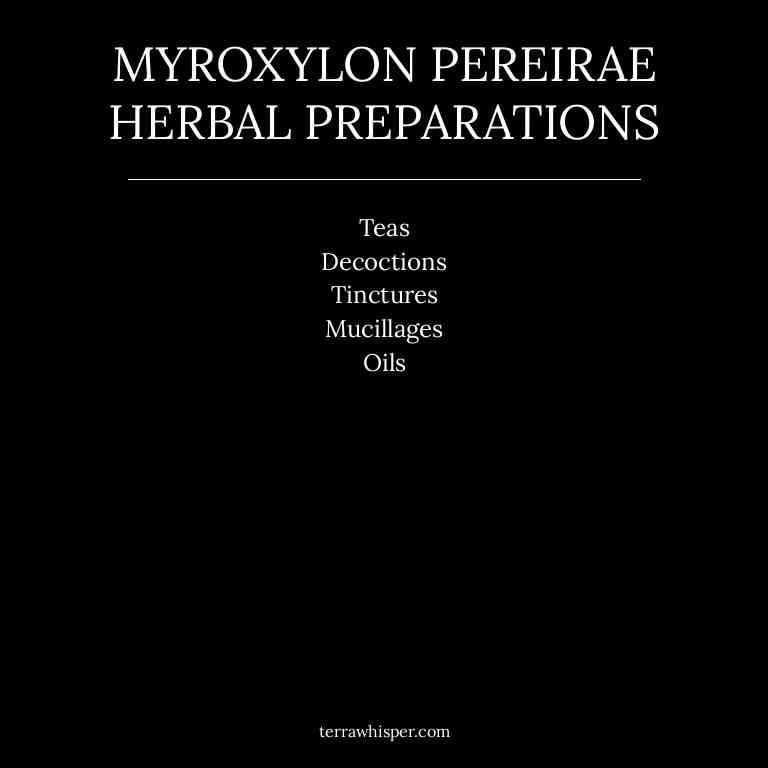 MYROXYLON PEREIRAE
HERBAL PREPARATIONS
Teas
Decoctions
Tinctures
Mucillages
Oils
terrawhisper.com